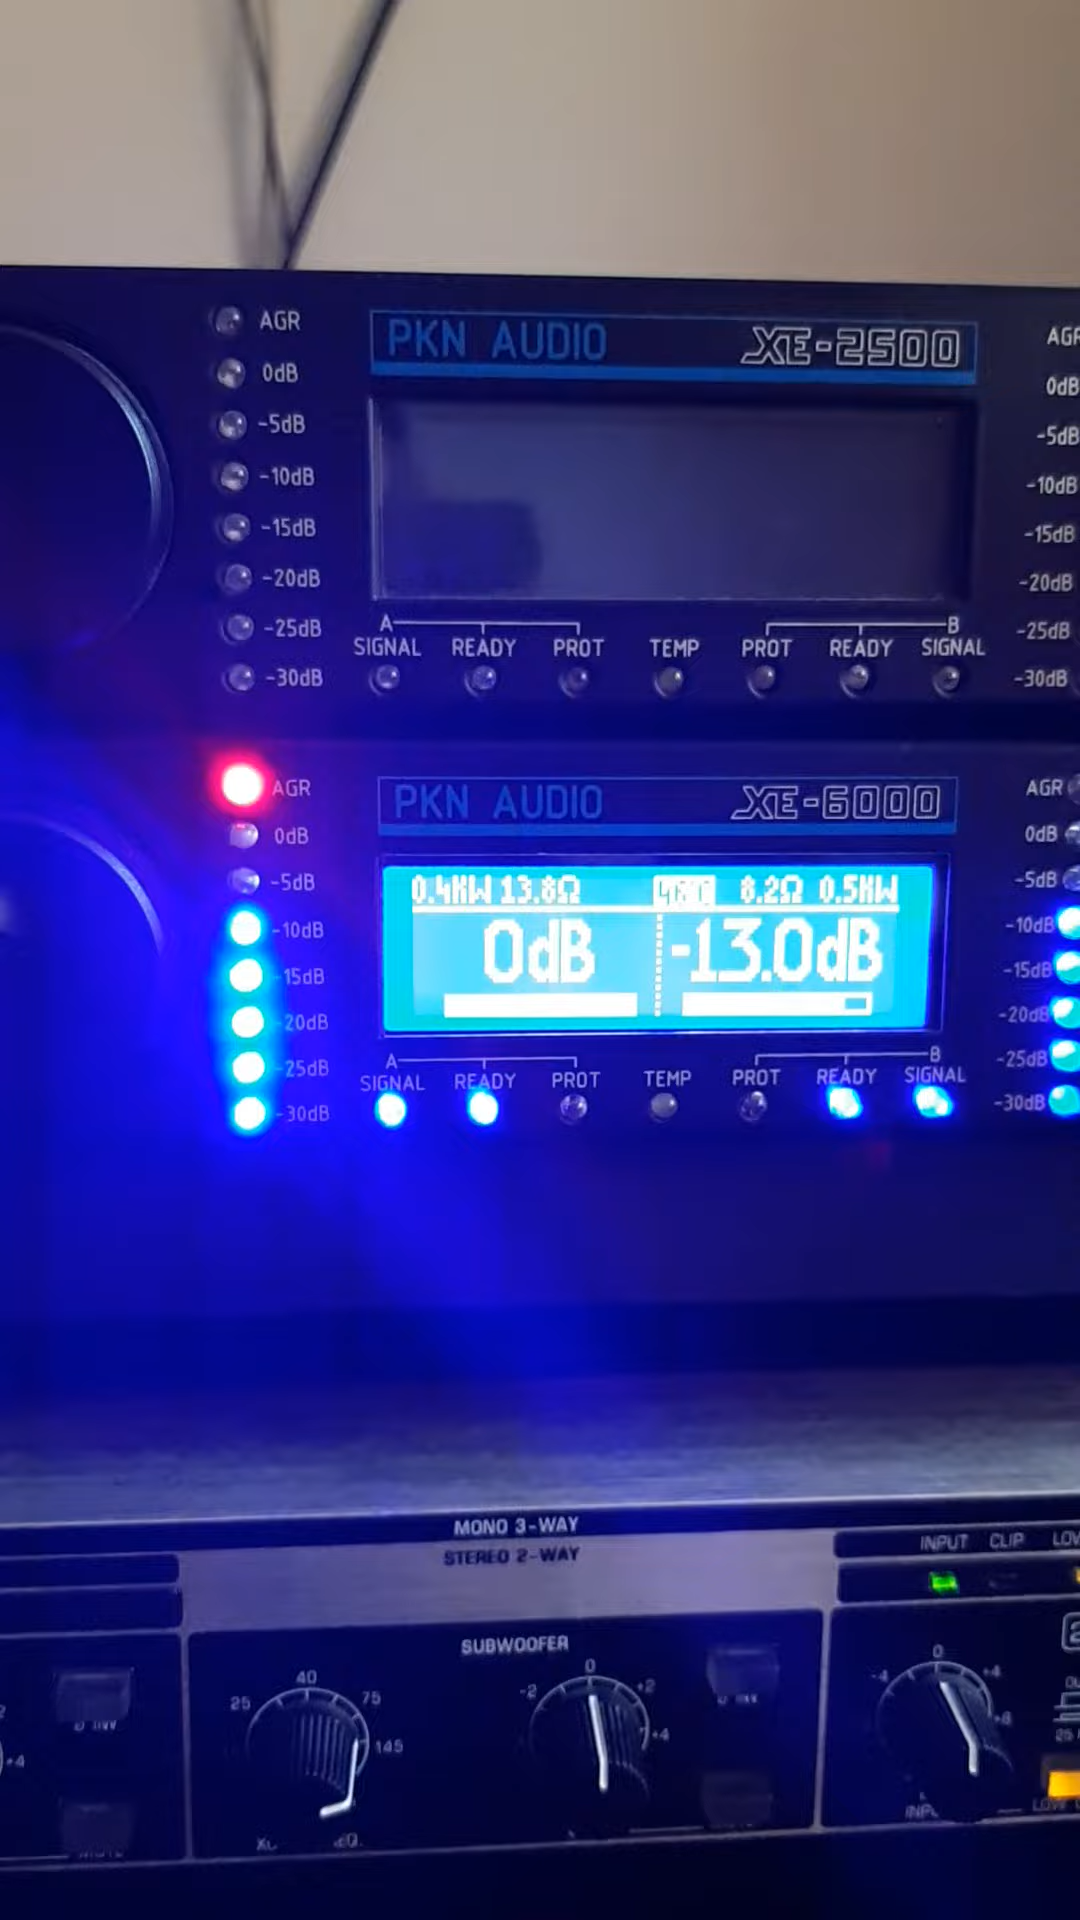 AGR
0dB
-5dB
-10dB
-15dB
-20dB
-25dB
-30dB
PKN AUDIO XE-2500
A B
SIGNAL READY PROT TEMP PROT READY SIGNAL
AGR
0dB
-5dB
-10dB
-15dB
-20dB
-25dB
-30dB
AGR
0dB
-5dB
-10dB
-15dB
-20dB
-25dB
-30dB
PKN AUDIO XE-6000
0.4KW 13.8Ω 8.2Ω 0.5KW
0dB -13.0dB
A B
SIGNAL READY PROT TEMP PROT READY SIGNAL
AGR
0dB
-5dB
-10dB
-15dB
-20dB
-25dB
-30dB
MONO 3-WAY
STEREO 2-WAY
INPUT CLIP
SUBWOOFER
25 40 75 145
-2 0 +2 +4
-4 0 +4 +8
+4
25